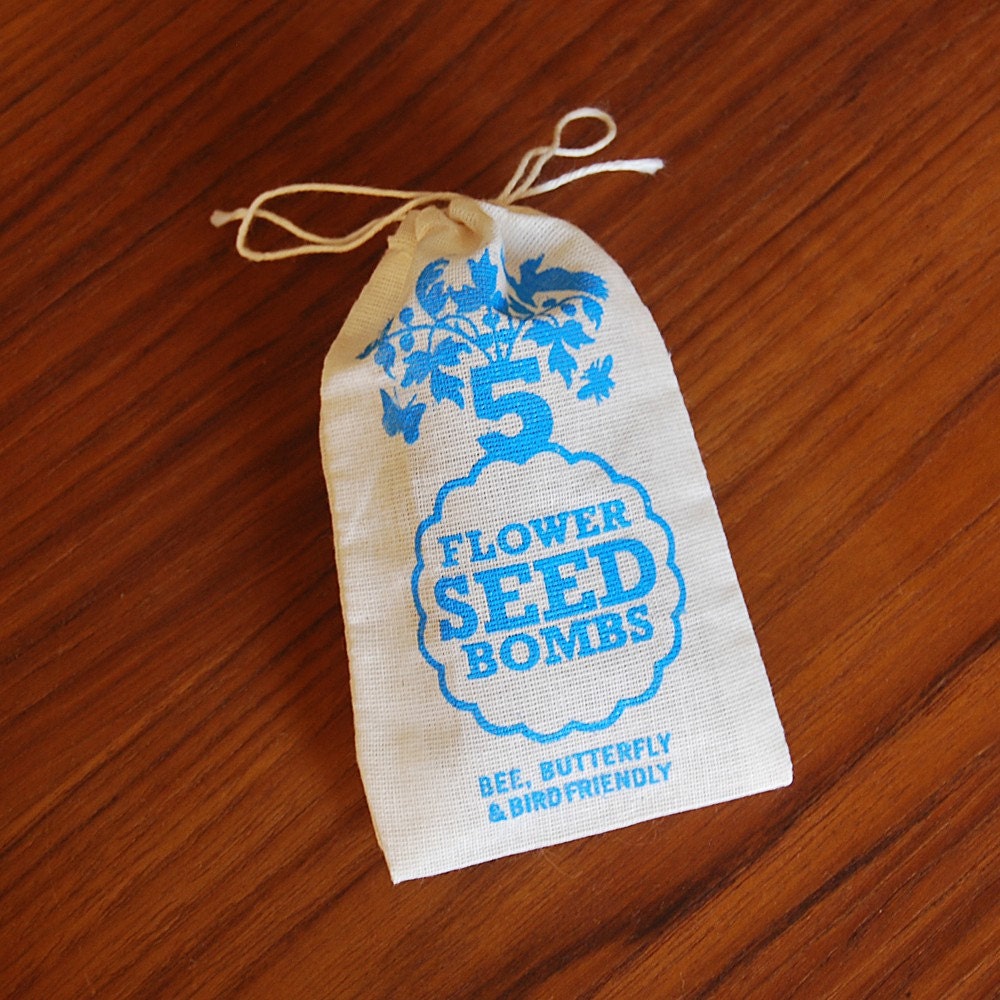 5
FLOWER
SEED
BOMBS
BEE, BUTTERFLY
& BIRD FRIENDLY